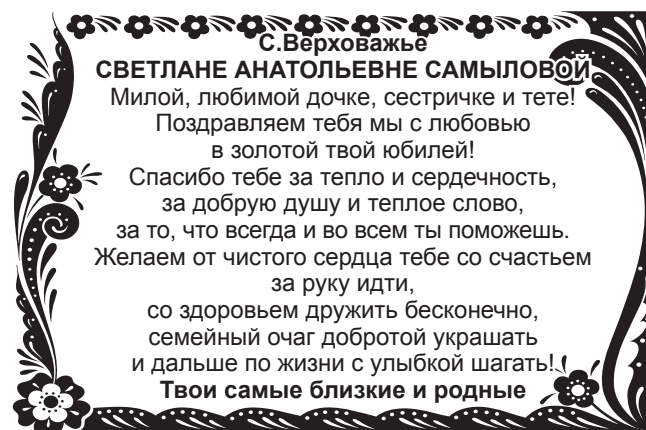 С.Верховажье
СВЕТЛАНЕ АНАТОЛЬЕВНЕ САМЫЛОВОЙ
Милой, любимой дочке, сестричке и тете!
Поздравляем тебя мы с любовью
в золотой твой юбилей!
Спасибо тебе за тепло и сердечность,
за добрую душу и теплое слово,
за то, что всегда и во всем ты поможешь.
Желаем от чистого сердца тебе со счастьем
за руку идти,
со здоровьем дружить бесконечно,
семейный очаг добротой украшать
и дальше по жизни с улыбкой шагать!
Твои самые близкие и родные